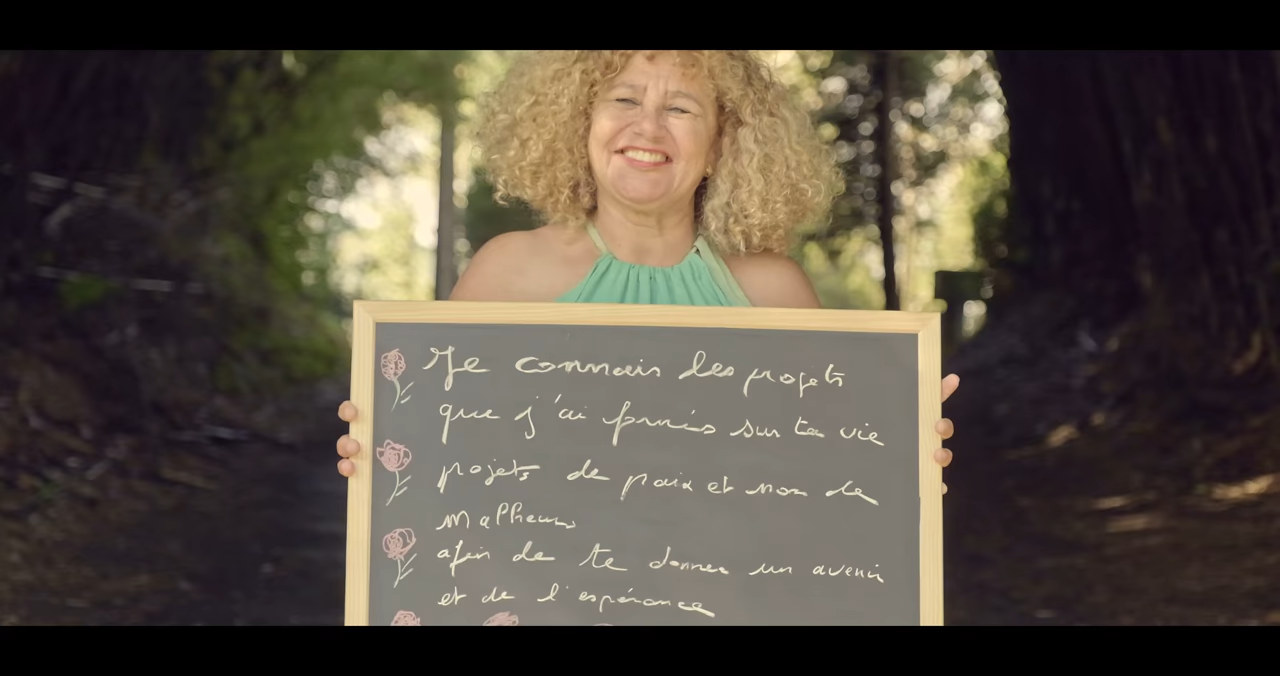 Je connais les projets
que j'ai formés sur ta vie
projets de paix et non de
malheurs
afin de te donner un avenir
et de l'espérance